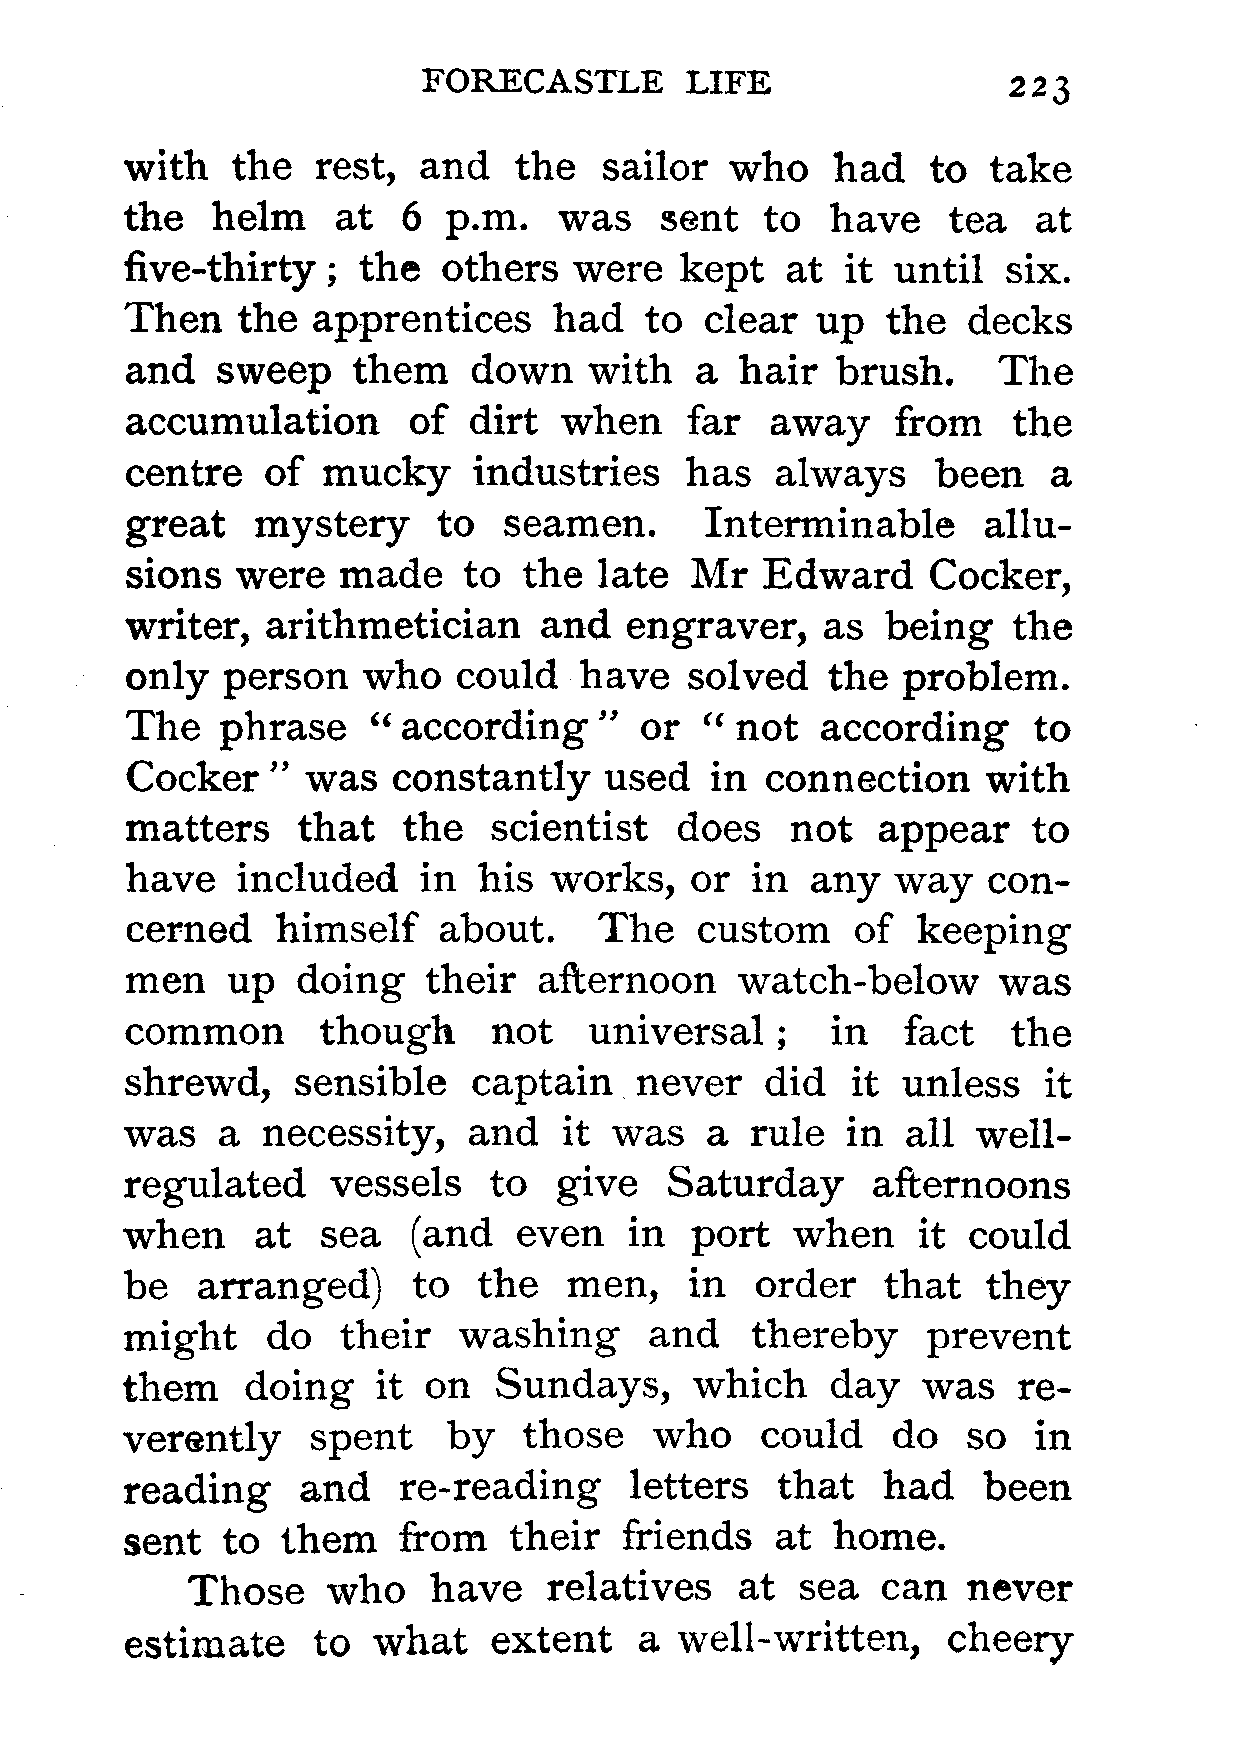 FORECASTLE LIFE 223
with the rest, and the sailor who had to take
the helm at 6 p.m. was sent to have tea at
five-thirty ; the others were kept at it until six.
Then the apprentices had to clear up the decks
and sweep them down with a hair brush. The
accumulation of dirt when far away from the
centre of mucky industries has always been a
great mystery to seamen. Interminable allu-
sions were made to the late Mr Edward Cocker,
writer, arithmetician and engraver, as being the
only person who could have solved the problem.
The phrase “ according ” or “ not according to
Cocker ” was constantly used in connection with
matters that the scientist does not appear to
have included in his works, or in any way con-
cerned himself about. The custom of keeping
men up doing their afternoon watch-below was
common though not universal ; in fact the
shrewd, sensible captain never did it unless it
was a necessity, and it was a rule in all well-
regulated vessels to give Saturday afternoons
when at sea (and even in port when it could
be arranged) to the men, in order that they
might do their washing and thereby prevent
them doing it on Sundays, which day was re-
verently spent by those who could do so in
reading and re-reading letters that had been
sent to them from their friends at home.
Those who have relatives at sea can never
estimate to what extent a well-written, cheery